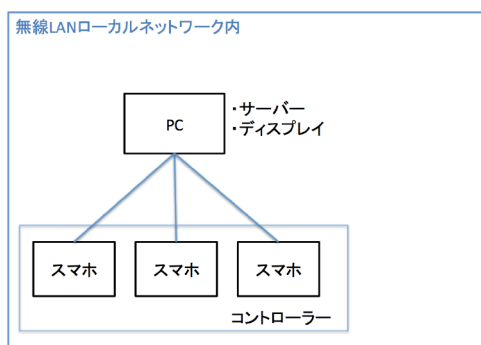 無線LANローカルネットワーク内
PC
・サーバー
・ディスプレイ
スマホ
スマホ
スマホ
コントローラー